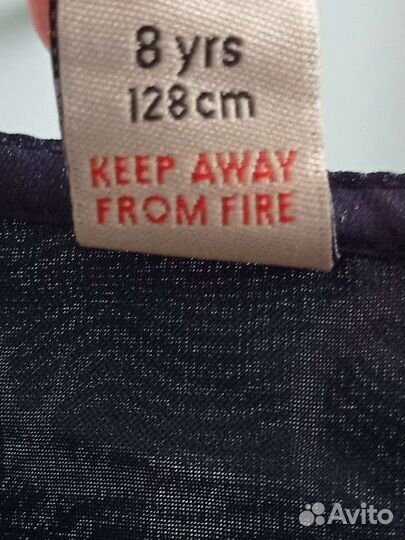 8 yrs
128cm
KEEP AWAY
FROM FIRE
Avito